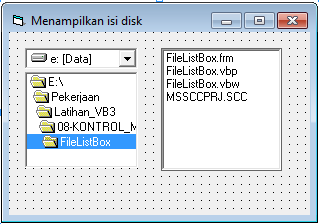 Menampilkan isi disk
e: [Data]
E:\
Pekerjaan
Latihan_VB3
08-KONTROL_M
FileListBox
FileListBox.frm
FileListBox.vbp
FileListBox.vbw
MSSCCPRJ.SCC